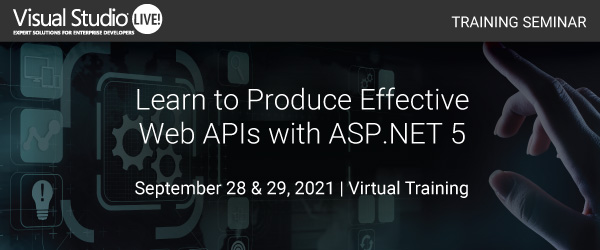 Visual Studio LIVE!
EXPERT SOLUTIONS FOR ENTERPRISE DEVELOPERS
TRAINING SEMINAR
Learn to Produce Effective
Web APIs with ASP.NET 5
September 28 & 29, 2021 | Virtual Training